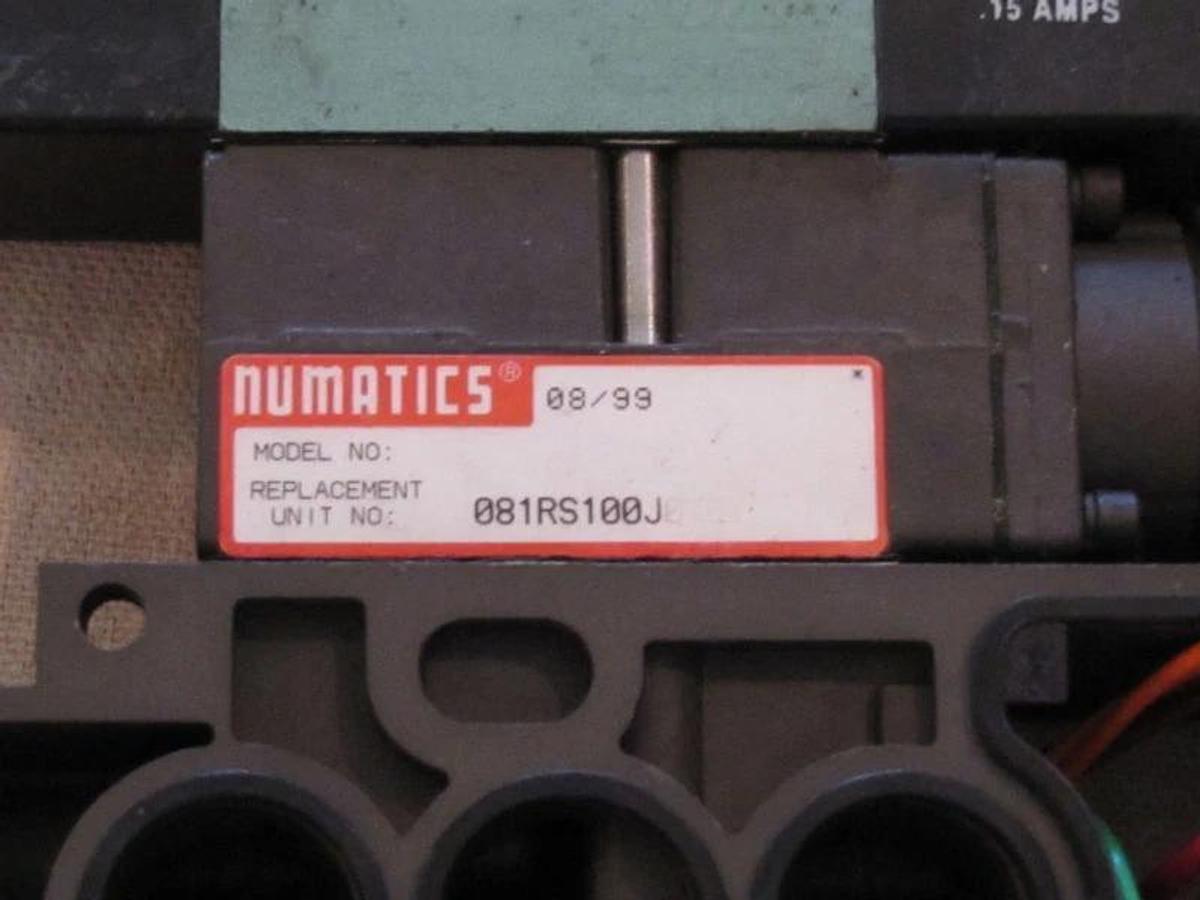 .15 AMPS
NUMATICS® 08/99
MODEL NO:
REPLACEMENT
UNIT NO: 081RS100J